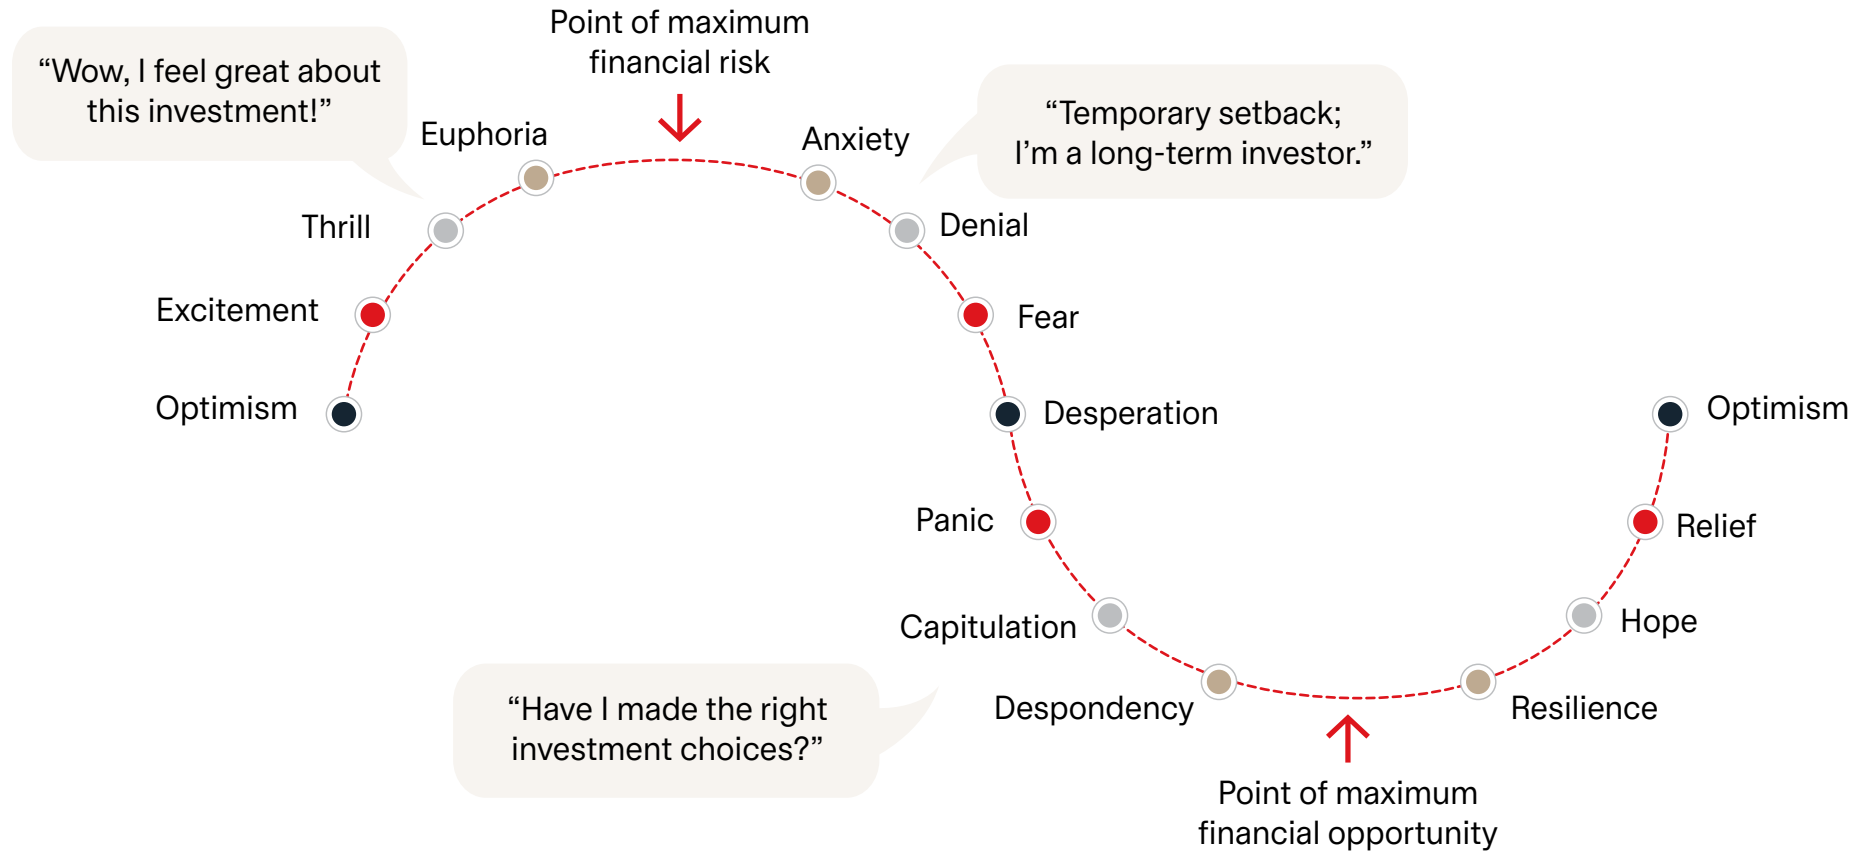 Point of maximum
financial risk
“Wow, I feel great about
this investment!”
“Temporary setback;
I’m a long-term investor.”
Euphoria
Anxiety
Thrill
Denial
Excitement
Fear
Optimism
Desperation
Optimism
Panic
Relief
Capitulation
Hope
“Have I made the right
investment choices?”
Despondency
Resilience
Point of maximum
financial opportunity